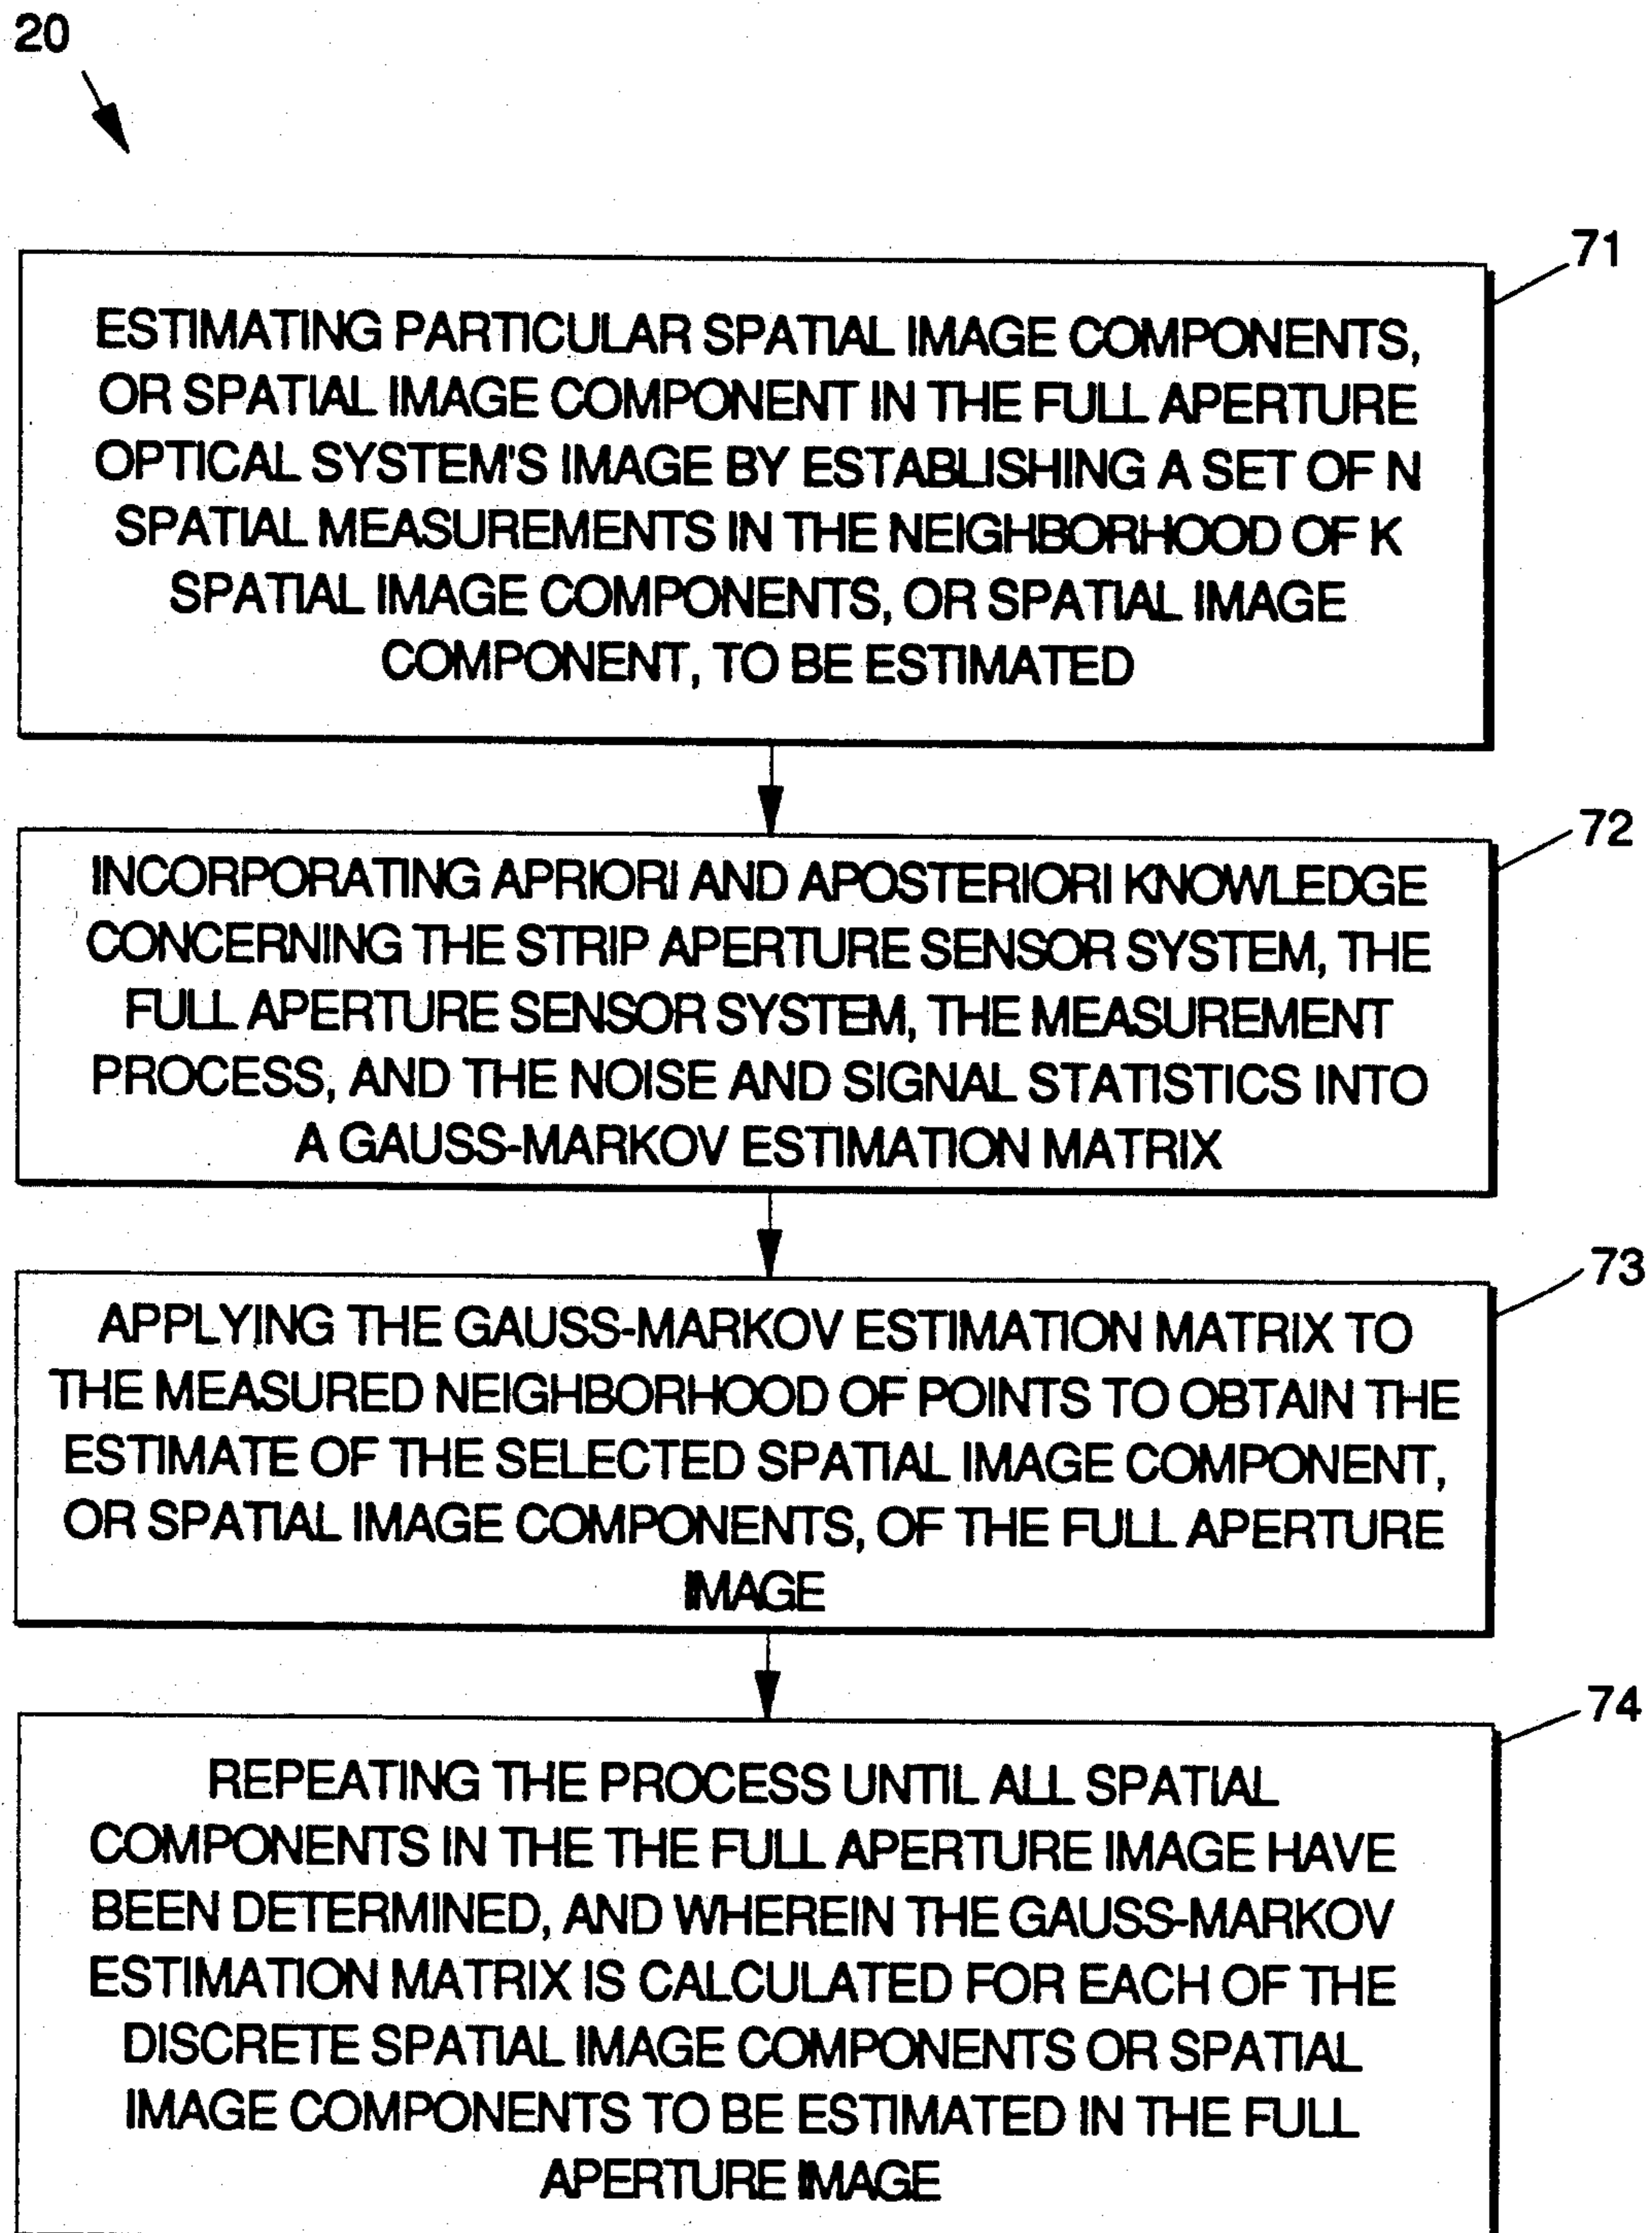 20
71
ESTIMATING PARTICULAR SPATIAL IMAGE COMPONENTS,
OR SPATIAL IMAGE COMPONENT IN THE FULL APERTURE
OPTICAL SYSTEM'S IMAGE BY ESTABLISHING A SET OF N
SPATIAL MEASUREMENTS IN THE NEIGHBORHOOD OF K
SPATIAL IMAGE COMPONENTS, OR SPATIAL IMAGE
COMPONENT, TO BE ESTIMATED
72
INCORPORATING APRIORI AND APOSTERIORI KNOWLEDGE
CONCERNING THE STRIP APERTURE SENSOR SYSTEM, THE
FULL APERTURE SENSOR SYSTEM, THE MEASUREMENT
PROCESS, AND THE NOISE AND SIGNAL STATISTICS INTO
A GAUSS-MARKOV ESTIMATION MATRIX
73
APPLYING THE GAUSS-MARKOV ESTIMATION MATRIX TO
THE MEASURED NEIGHBORHOOD OF POINTS TO OBTAIN THE
ESTIMATE OF THE SELECTED SPATIAL IMAGE COMPONENT,
OR SPATIAL IMAGE COMPONENTS, OF THE FULL APERTURE
IMAGE
74
REPEATING THE PROCESS UNTIL ALL SPATIAL
COMPONENTS IN THE THE FULL APERTURE IMAGE HAVE
BEEN DETERMINED, AND WHEREIN THE GAUSS-MARKOV
ESTIMATION MATRIX IS CALCULATED FOR EACH OF THE
DISCRETE SPATIAL IMAGE COMPONENTS OR SPATIAL
IMAGE COMPONENTS TO BE ESTIMATED IN THE FULL
APERTURE IMAGE